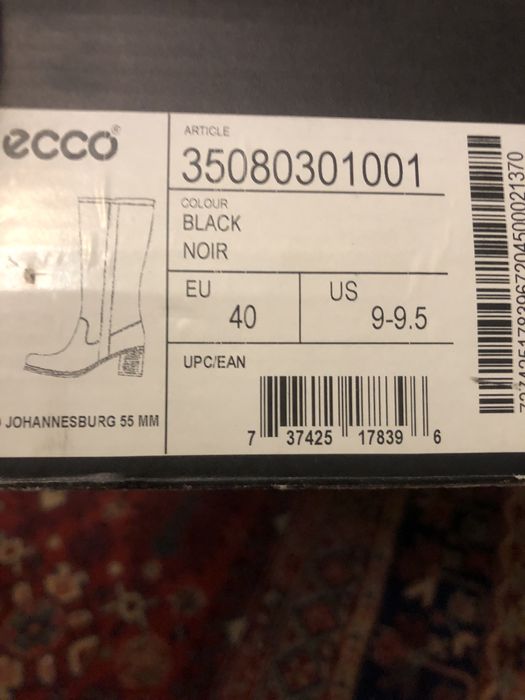 ecco®
ARTICLE
35080301001
COLOUR
BLACK
NOIR
EU
40
US
9-9.5
UPC/EAN
7 37425 17839 6
JOHANNESBURG 55 MM